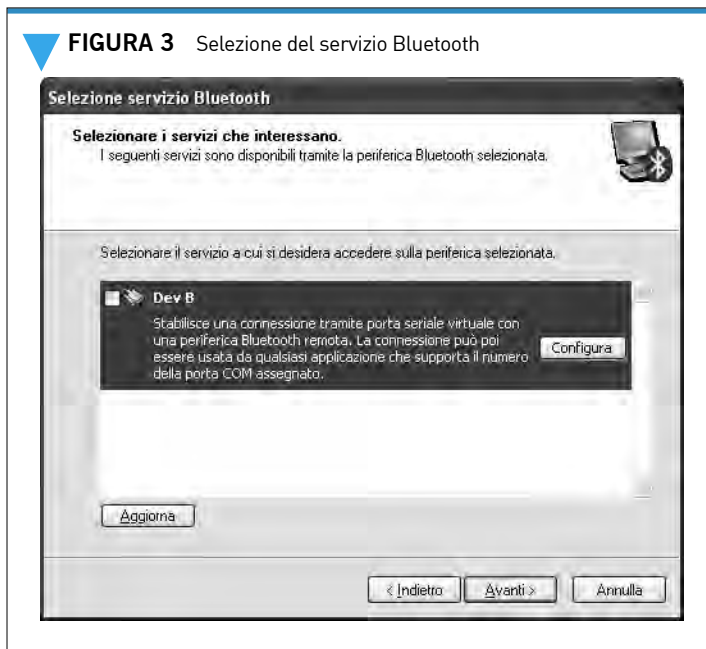 FIGURA 3 Selezione del servizio Bluetooth
Selezione servizio Bluetooth
Selezionare i servizi che interessano.
I seguenti servizi sono disponibili tramite la periferica Bluetooth selezionata.
Selezionare il servizio a cui si desidera accedere sulla periferica selezionata.
Dev B
Stabilisce una connessione tramite porta seriale virtuale con
una periferica Bluetooth remota. La connessione può poi
essere usata da qualsiasi applicazione che supporta il numero
della porta COM assegnato.
Configura
Aggiorna
< Indietro
Avanti >
Annulla